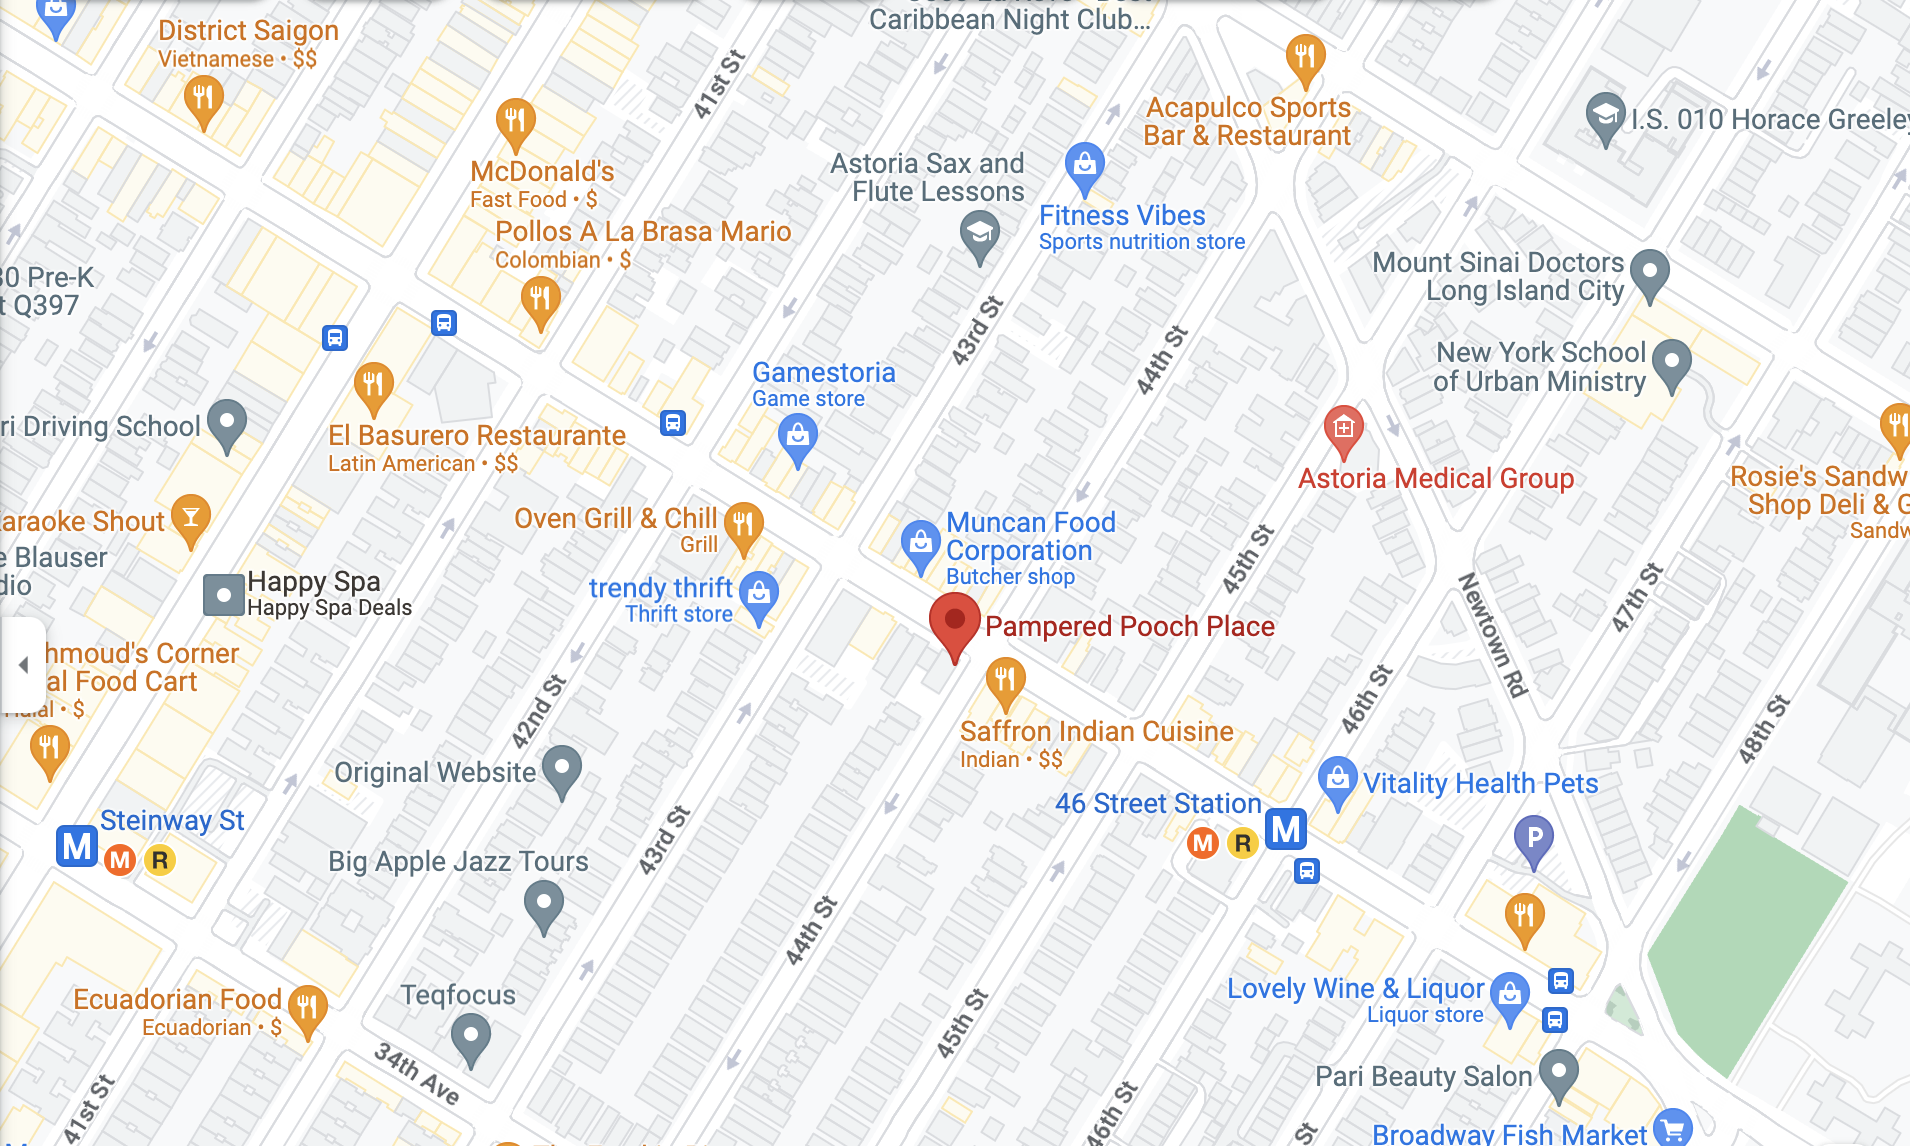 Caribbean Night Club...
District Saigon
Vietnamese • $$
41st St
Acapulco Sports
Bar & Restaurant
I.S. 010 Horace Greeley
McDonald's
Fast Food • $
Astoria Sax and
Flute Lessons
Fitness Vibes
Sports nutrition store
Pollos A La Brasa Mario
Colombian • $
30 Pre-K
t Q397
Mount Sinai Doctors
Long Island City
43rd St
44th St
New York School
of Urban Ministry
Gamestoria
Game store
ri Driving School
El Basurero Restaurante
Latin American • $$
Astoria Medical Group
Rosie's Sandw
Shop Deli & G
Sandw
araoke Shout
Oven Grill & Chill
Grill
Muncan Food
Corporation
Butcher shop
45th St
e Blauser
dio
Happy Spa
Happy Spa Deals
trendy thrift
Thrift store
Newtown Rd
47th St
Pampered Pooch Place
hmoud's Corner
al Food Cart
Halal • $
42nd St
46th St
48th St
Saffron Indian Cuisine
Indian • $$
Original Website
Vitality Health Pets
46 Street Station
M
M R
P
Steinway St
M
M R
43rd St
Big Apple Jazz Tours
44th St
Lovely Wine & Liquor
Liquor store
Ecuadorian Food
Ecuadorian • $
Teqfocus
45th St
34th Ave
Pari Beauty Salon
41st St
46th St
St
Broadway Fish Market